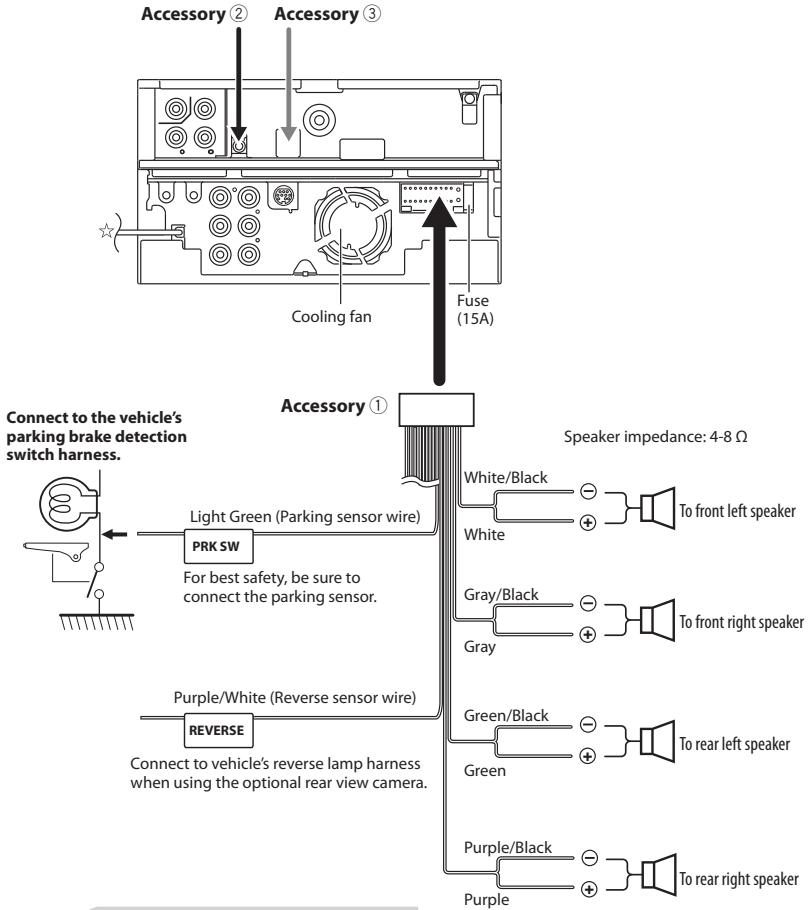 Accessory ② Accessory ③
Cooling fan
Fuse
(15A)
Accessory ①
Connect to the vehicle's
parking brake detection
switch harness.
Speaker impedance: 4-8 Ω
Light Green (Parking sensor wire)
PRK SW
For best safety, be sure to
connect the parking sensor.
White/Black
White
To front left speaker
Gray/Black
Gray
To front right speaker
Purple/White (Reverse sensor wire)
REVERSE
Connect to vehicle's reverse lamp harness
when using the optional rear view camera.
Green/Black
Green
To rear left speaker
Purple/Black
Purple
To rear right speaker